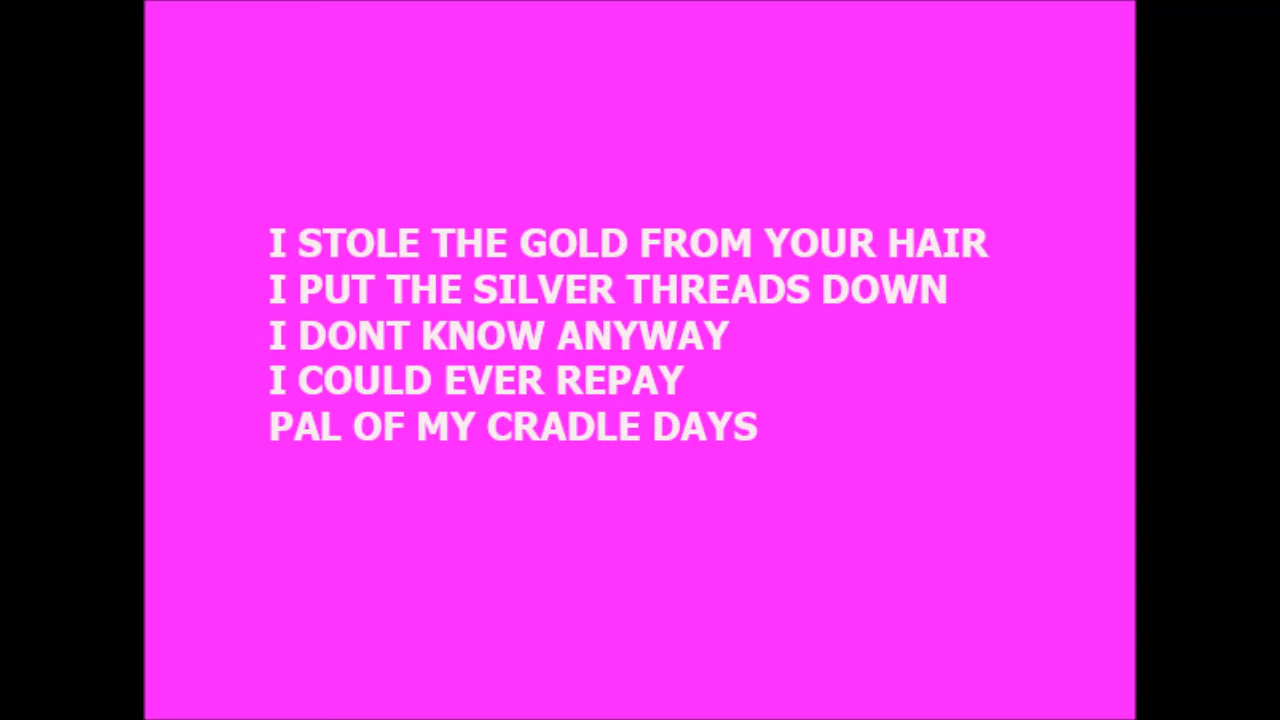 I STOLE THE GOLD FROM YOUR HAIR
I PUT THE SILVER THREADS DOWN
I DONT KNOW ANYWAY
I COULD EVER REPAY
PAL OF MY CRADLE DAYS